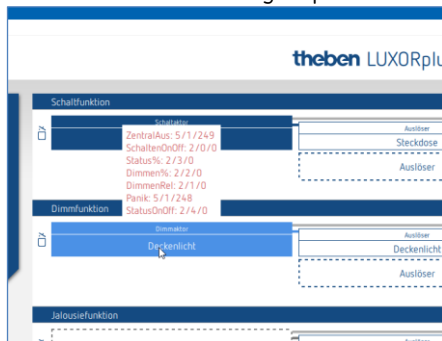 theben LUXORplu
Schaltfunktion
Schaltaktor
ZentralAus: 5/1/249
SchaltenOnOff: 2/0/0
Status%: 2/3/0
Dimmen%: 2/2/0
DimmenRel: 2/1/0
Panik: 5/1/248
StatusOnOff: 2/4/0
Auslöser
Steckdose
Auslöser
Dimmfunktion
Dimmaktor
Deckenlicht
Auslöser
Deckenlicht
Auslöser
Jalousiefunktion